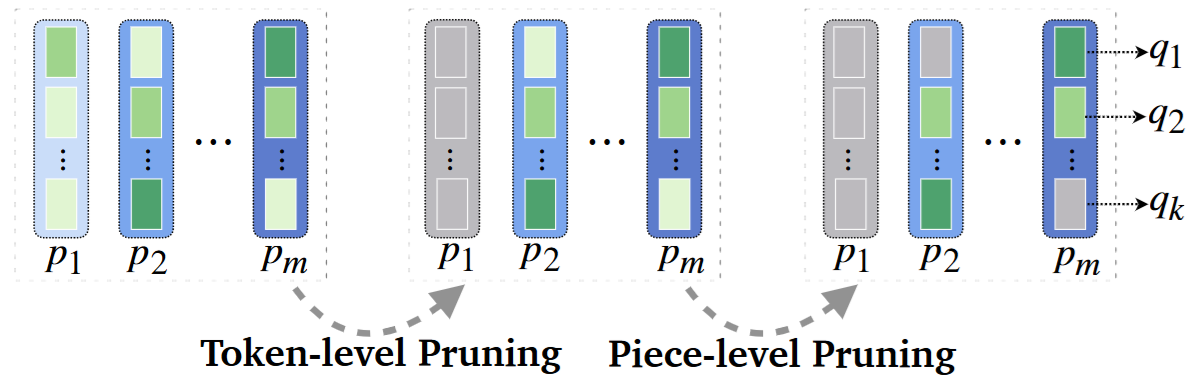 ... ... ... q1
q2
⋮ ⋮ ⋮ ⋮ ⋮ ⋮ ⋮ ⋮ ⋮
qk
p1 p2 pm p1 p2 pm p1 p2 pm
Token-level Pruning Piece-level Pruning